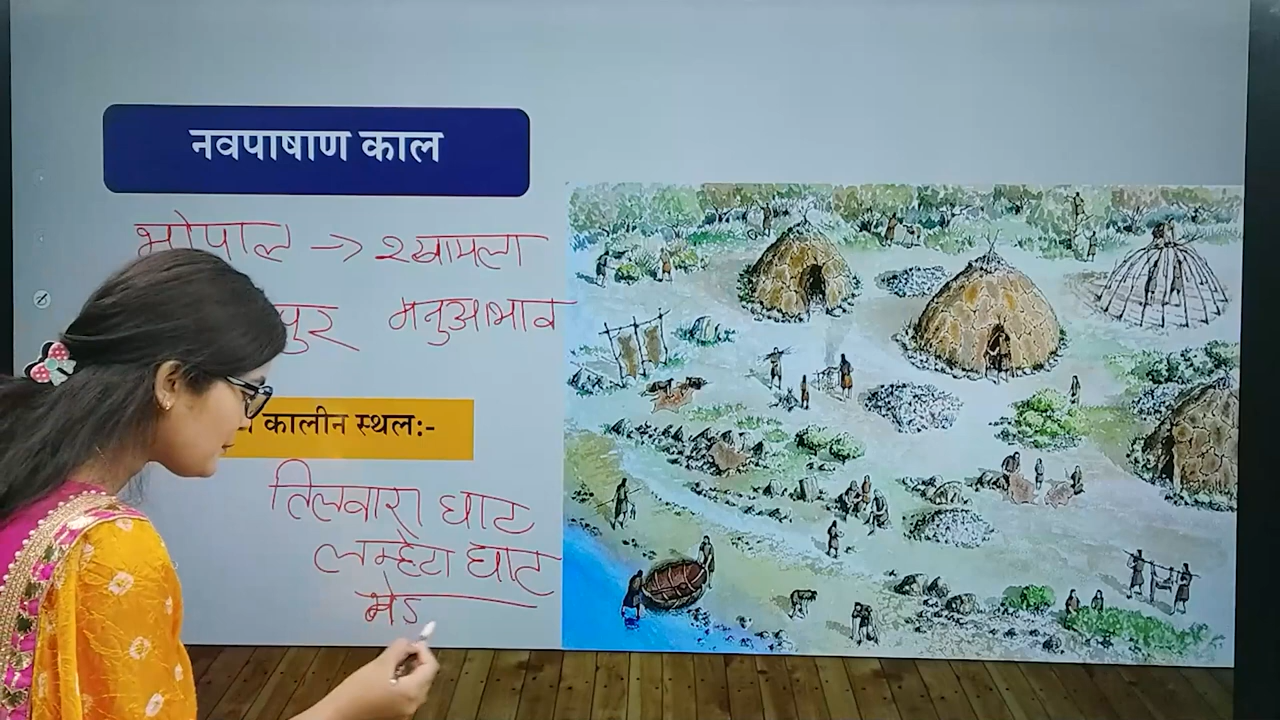 नवपाषाण काल
भोपाल → श्यामला
पुर मनुआभाव
कालीन स्थल:-
तिलवारा घाट
लम्हेटा घाट
भेड